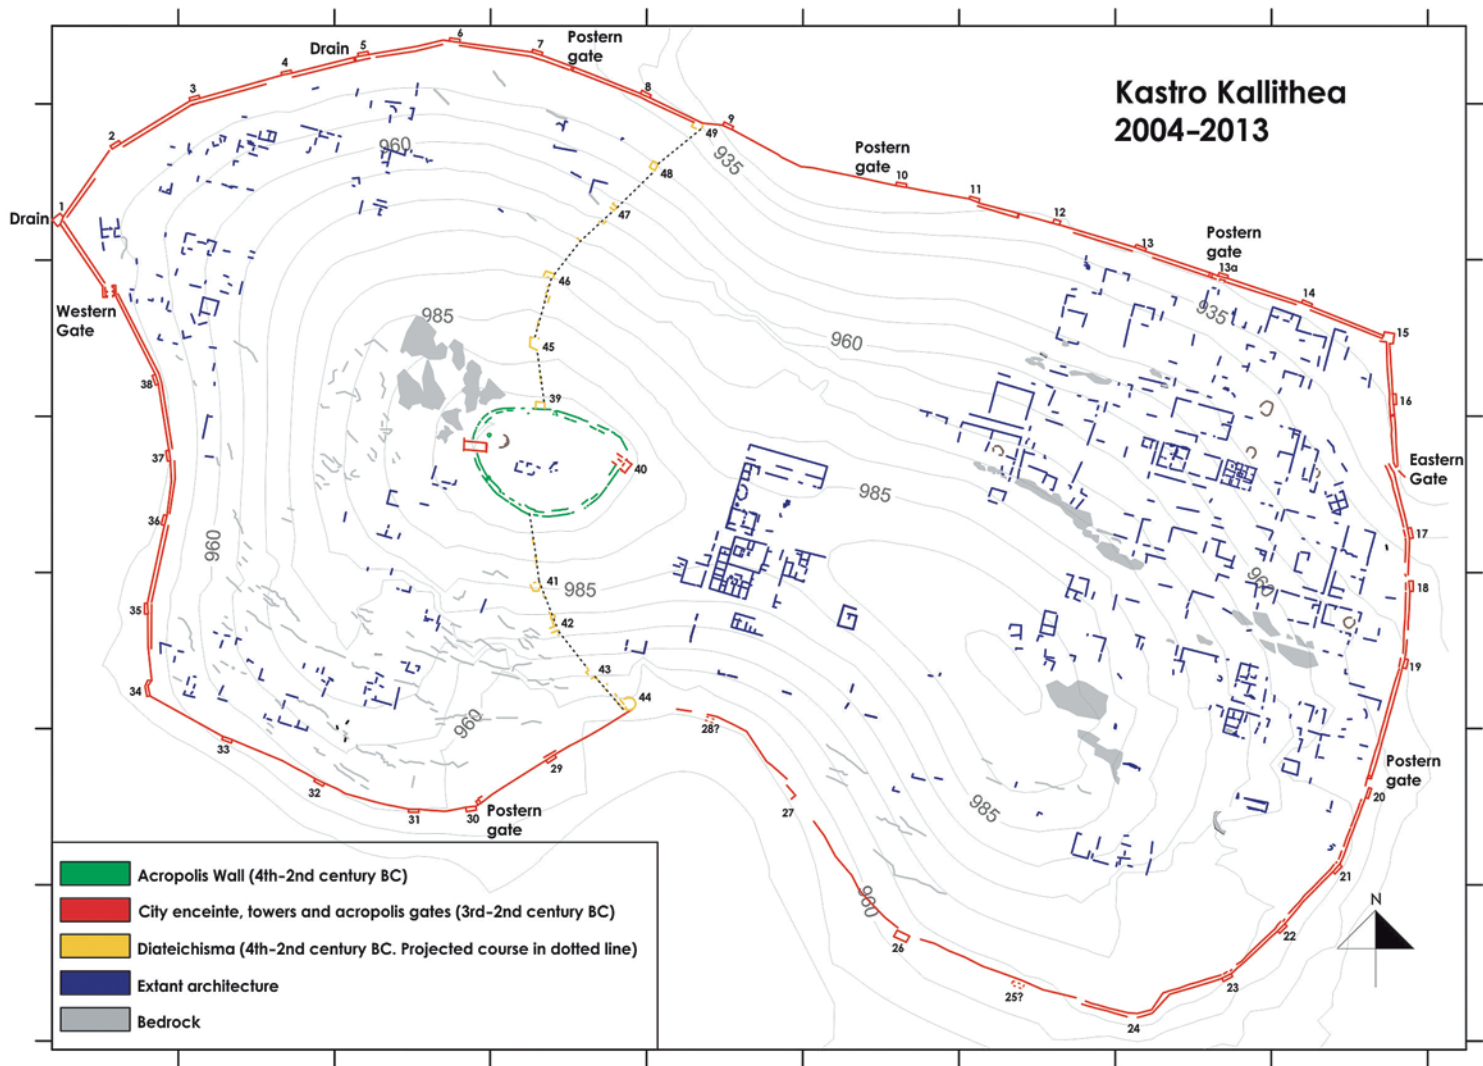 Kastro Kallithea
2004-2013
Drain
5
6
7
Postern
gate
4
3
8
2
9
49
935
960
48
Postern
gate
10
11
47
12
Drain
1
13
Postern
gate
13a
46
14
935
Western
Gate
985
960
15
45
38
39
16
37
40
Eastern
Gate
985
36
17
960
41
985
960
18
35
42
43
19
34
44
960
28?
33
29
Postern
gate
32
20
31
30
Postern
gate
27
985
21
960
26
22
N
25?
23
24
Acropolis Wall (4th-2nd century BC)
City enceinte, towers and acropolis gates (3rd-2nd century BC)
Diateichisma (4th-2nd century BC. Projected course in dotted line)
Extant architecture
Bedrock